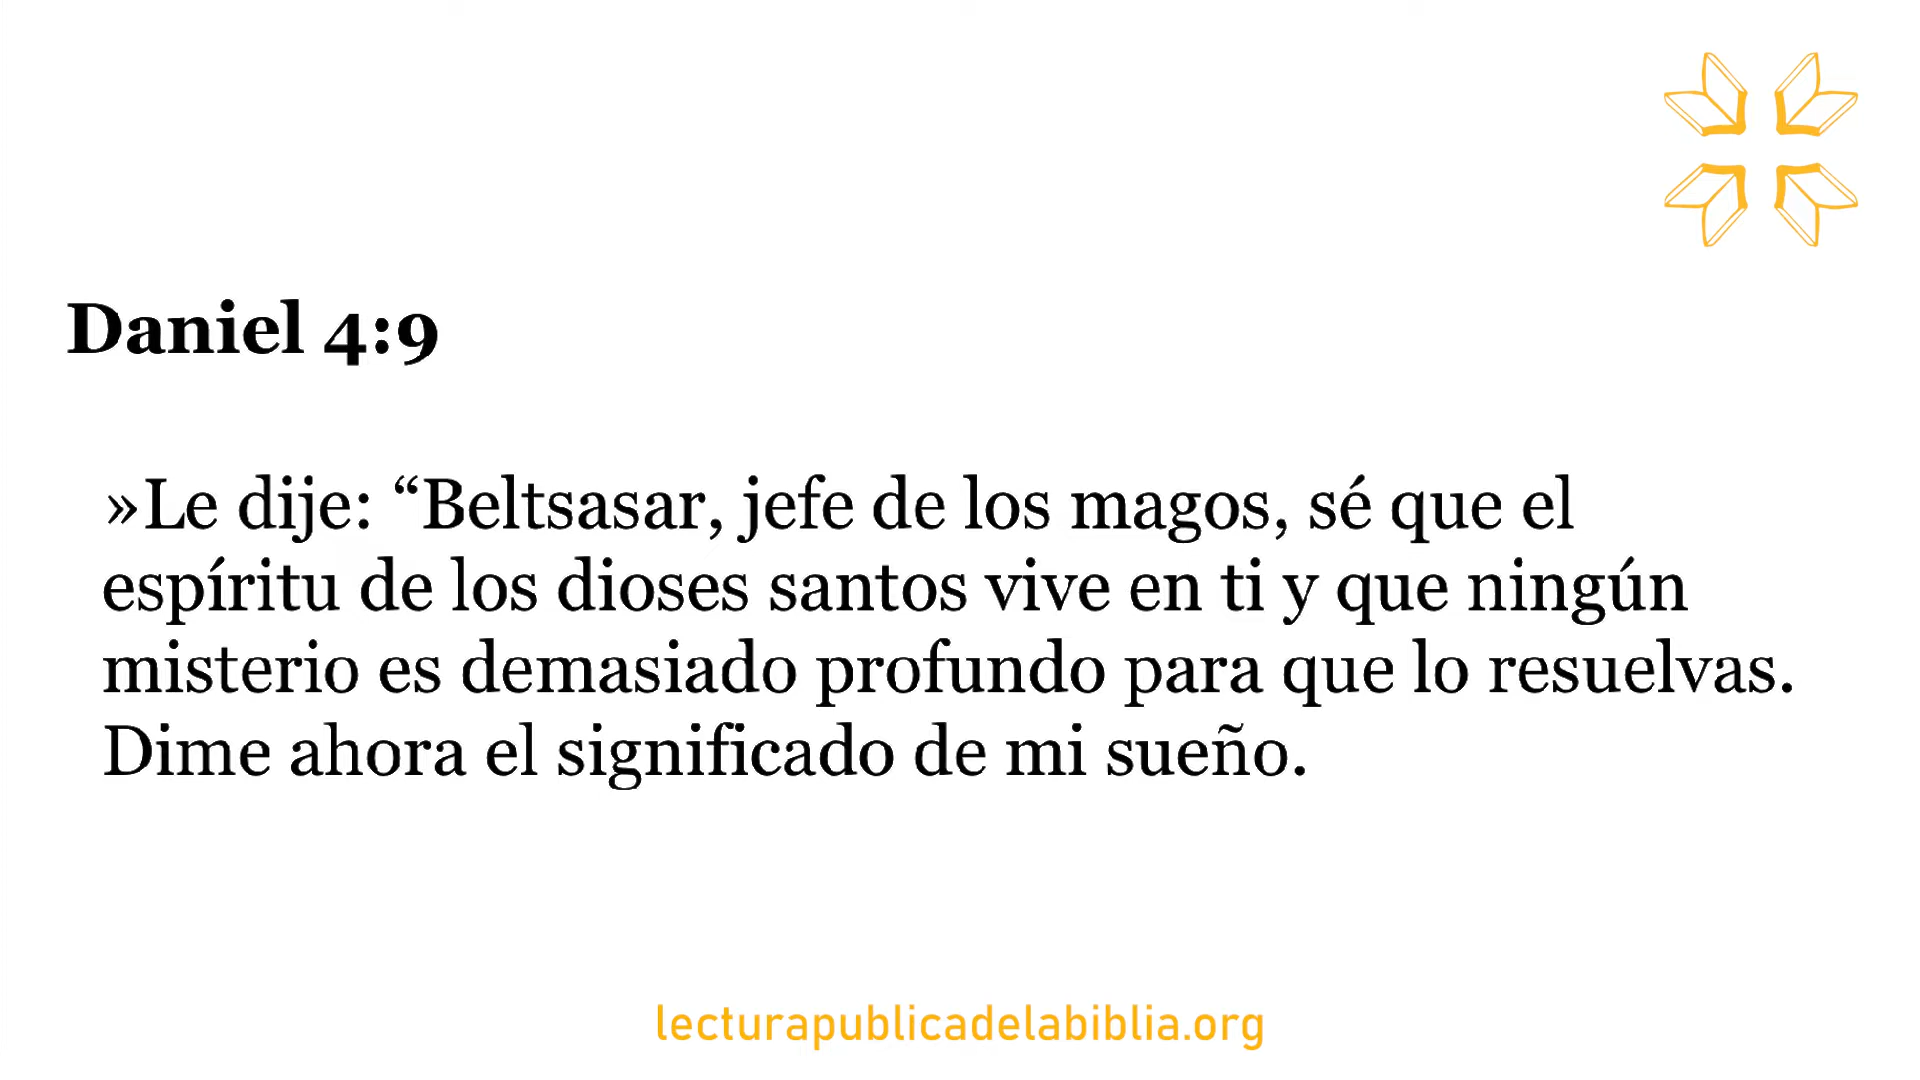 Daniel 4:9
»Le dije: “Beltsasar, jefe de los magos, sé que el
espíritu de los dioses santos vive en ti y que ningún
misterio es demasiado profundo para que lo resuelvas.
Dime ahora el significado de mi sueño.
lecturapublicadelabiblia.org